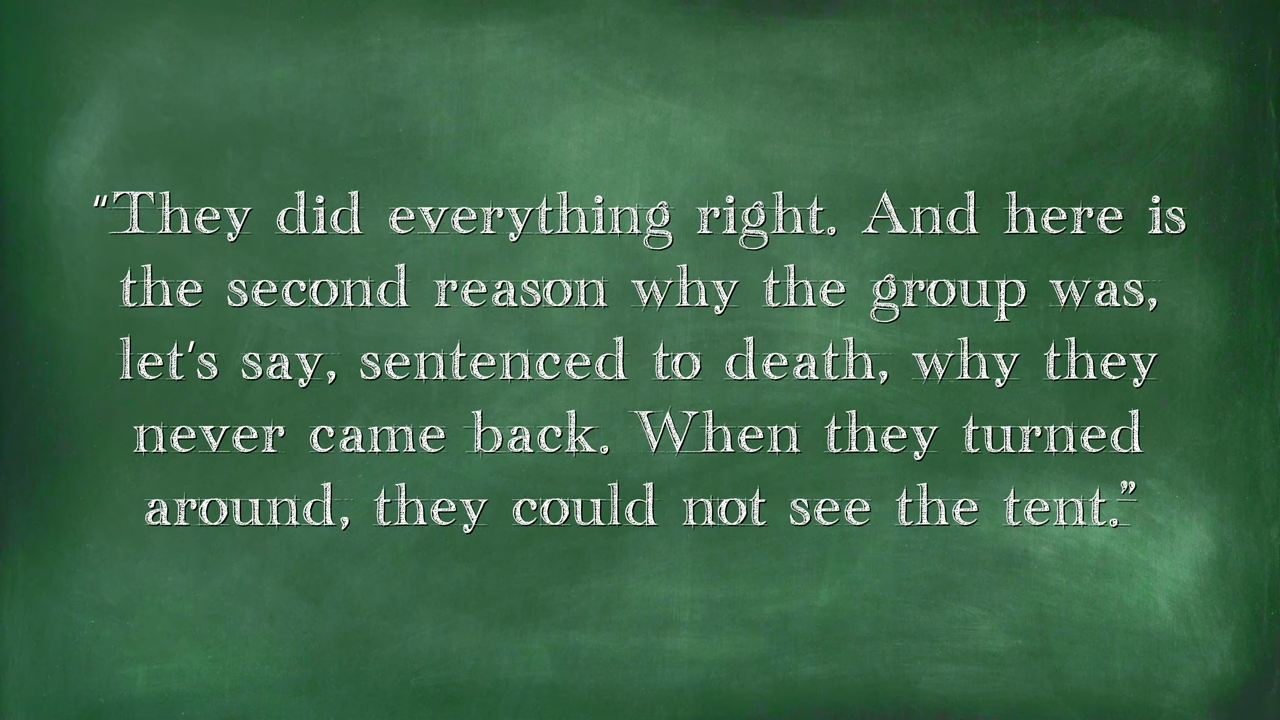 “They did everything right. And here is
the second reason why the group was,
let's say, sentenced to death, why they
never came back. When they turned
around, they could not see the tent.”